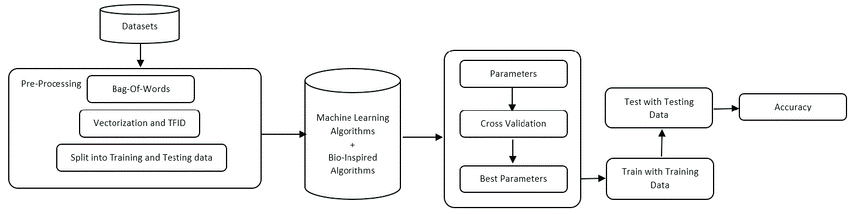 Datasets
Pre-Processing
Bag-Of-Words
Vectorization and TFID
Split into Training and Testing data
Machine Learning
Algorithms
+
Bio-Inspired
Algorithms
Parameters
Cross Validation
Best Parameters
Test with Testing
Data
Train with Training
Data
Accuracy